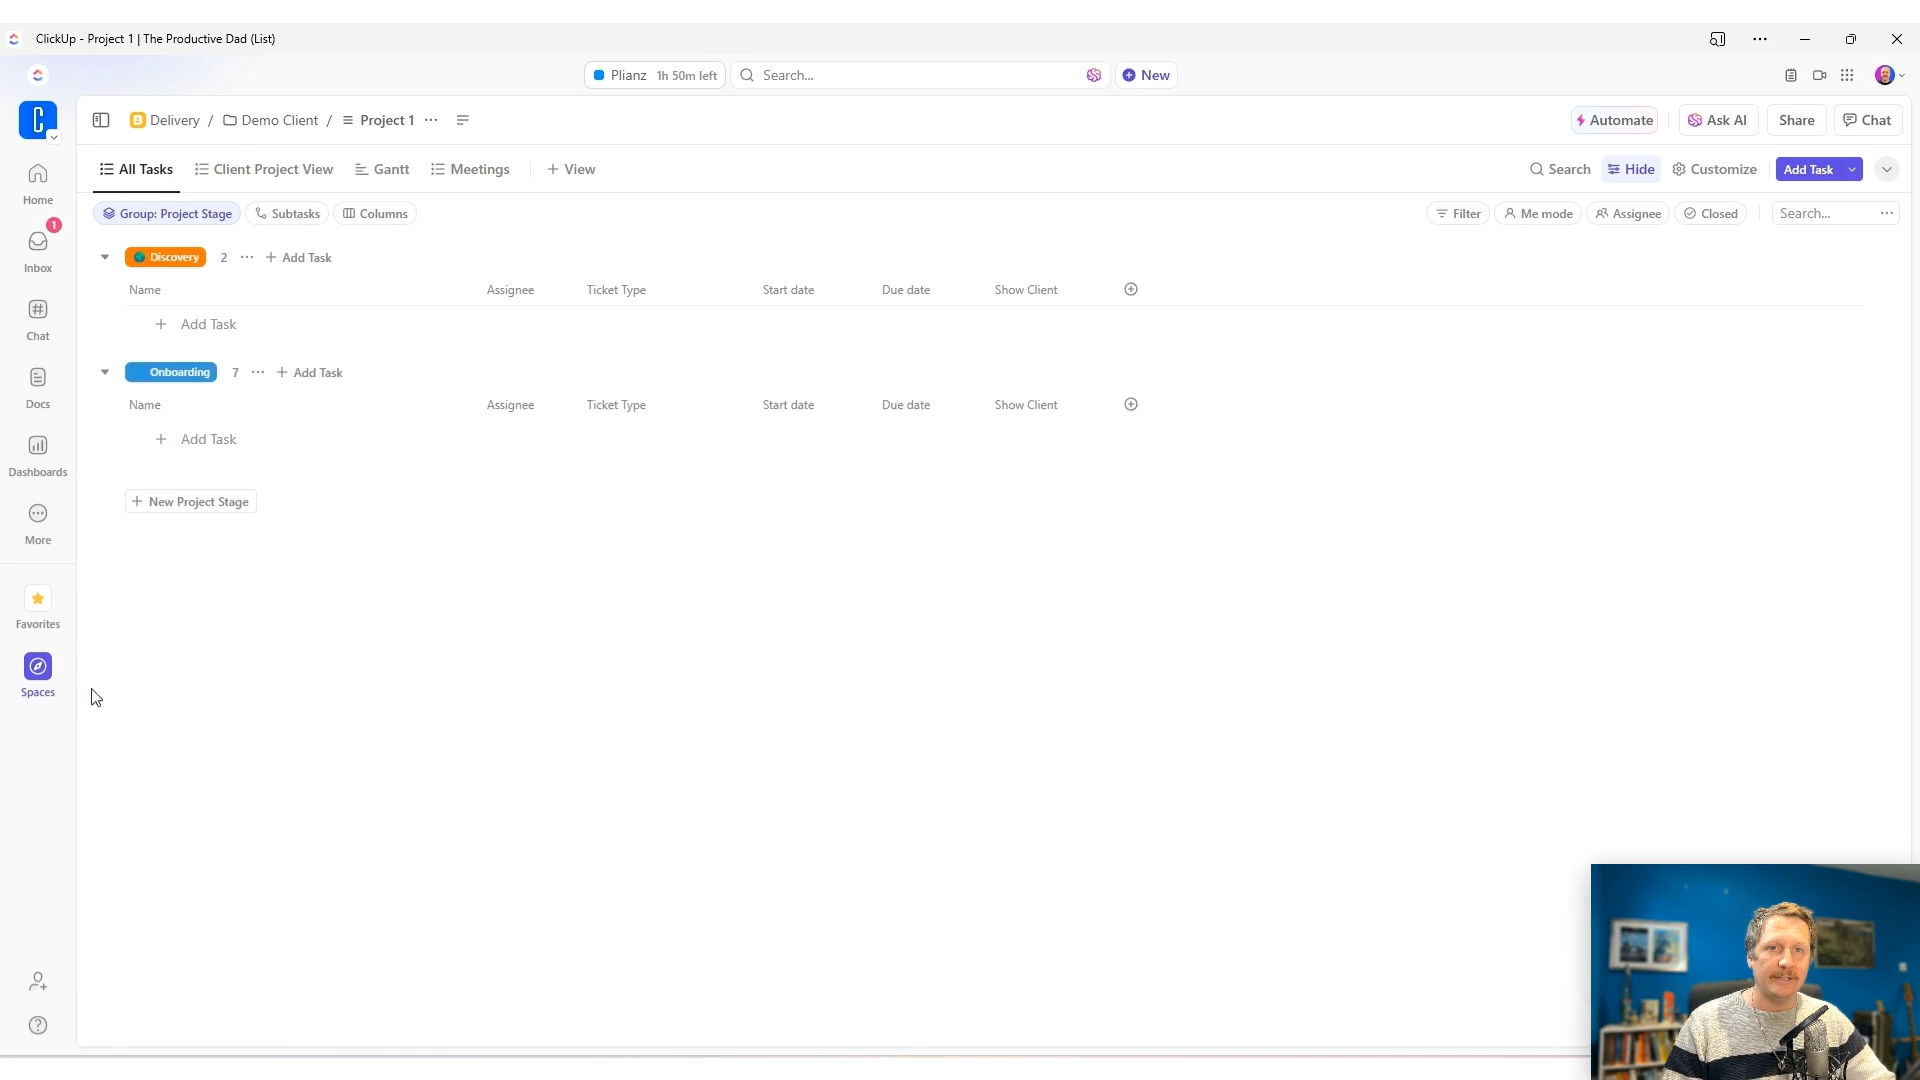 ClickUp - Project 1 | The Productive Dad (List)
Plianz 1h 50m left Search... New
Delivery / Demo Client / Project 1 Automate Ask AI Share Chat
All Tasks Client Project View Gantt Meetings + View Search Hide Customize Add Task
Group: Project Stage Subtasks Columns Filter Me mode Assignee Closed Search...
Discovery 2 ... + Add Task
Name Assignee Ticket Type Start date Due date Show Client
+ Add Task
Onboarding 7 ... + Add Task
Name Assignee Ticket Type Start date Due date Show Client
+ Add Task
+ New Project Stage
Home
1
Inbox
Chat
Docs
Dashboards
More
Favorites
Spaces